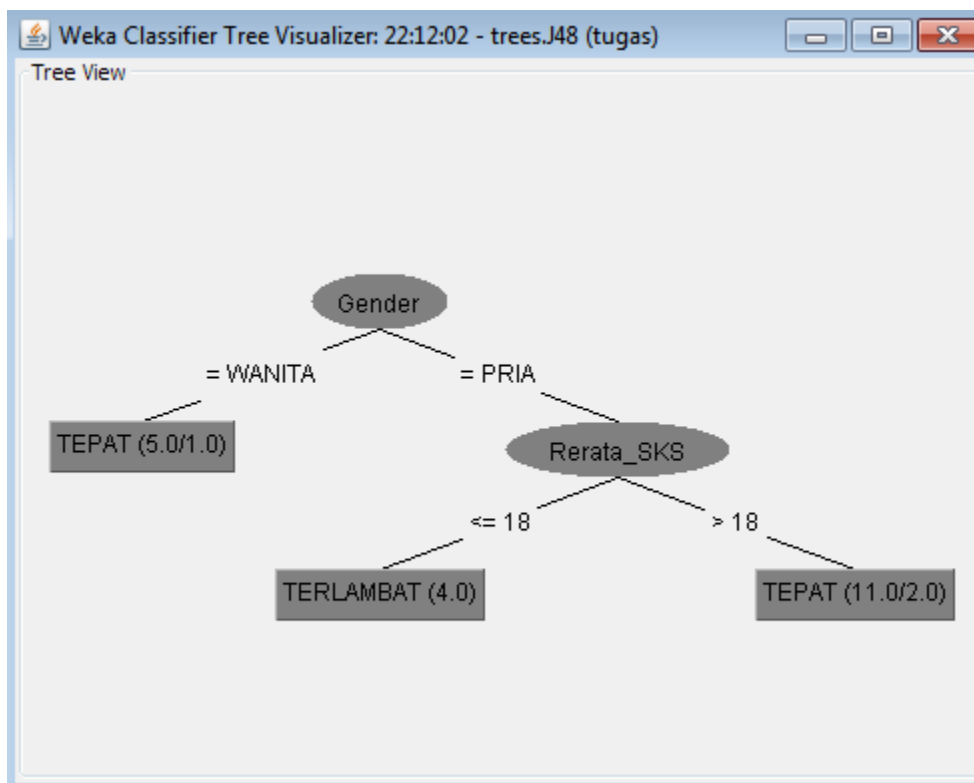 Weka Classifier Tree Visualizer: 22:12:02 - trees.J48 (tugas)
Tree View
Gender
= WANITA
= PRIA
TEPAT (5.0/1.0)
Rerata_SKS
<= 18
> 18
TERLAMBAT (4.0)
TEPAT (11.0/2.0)